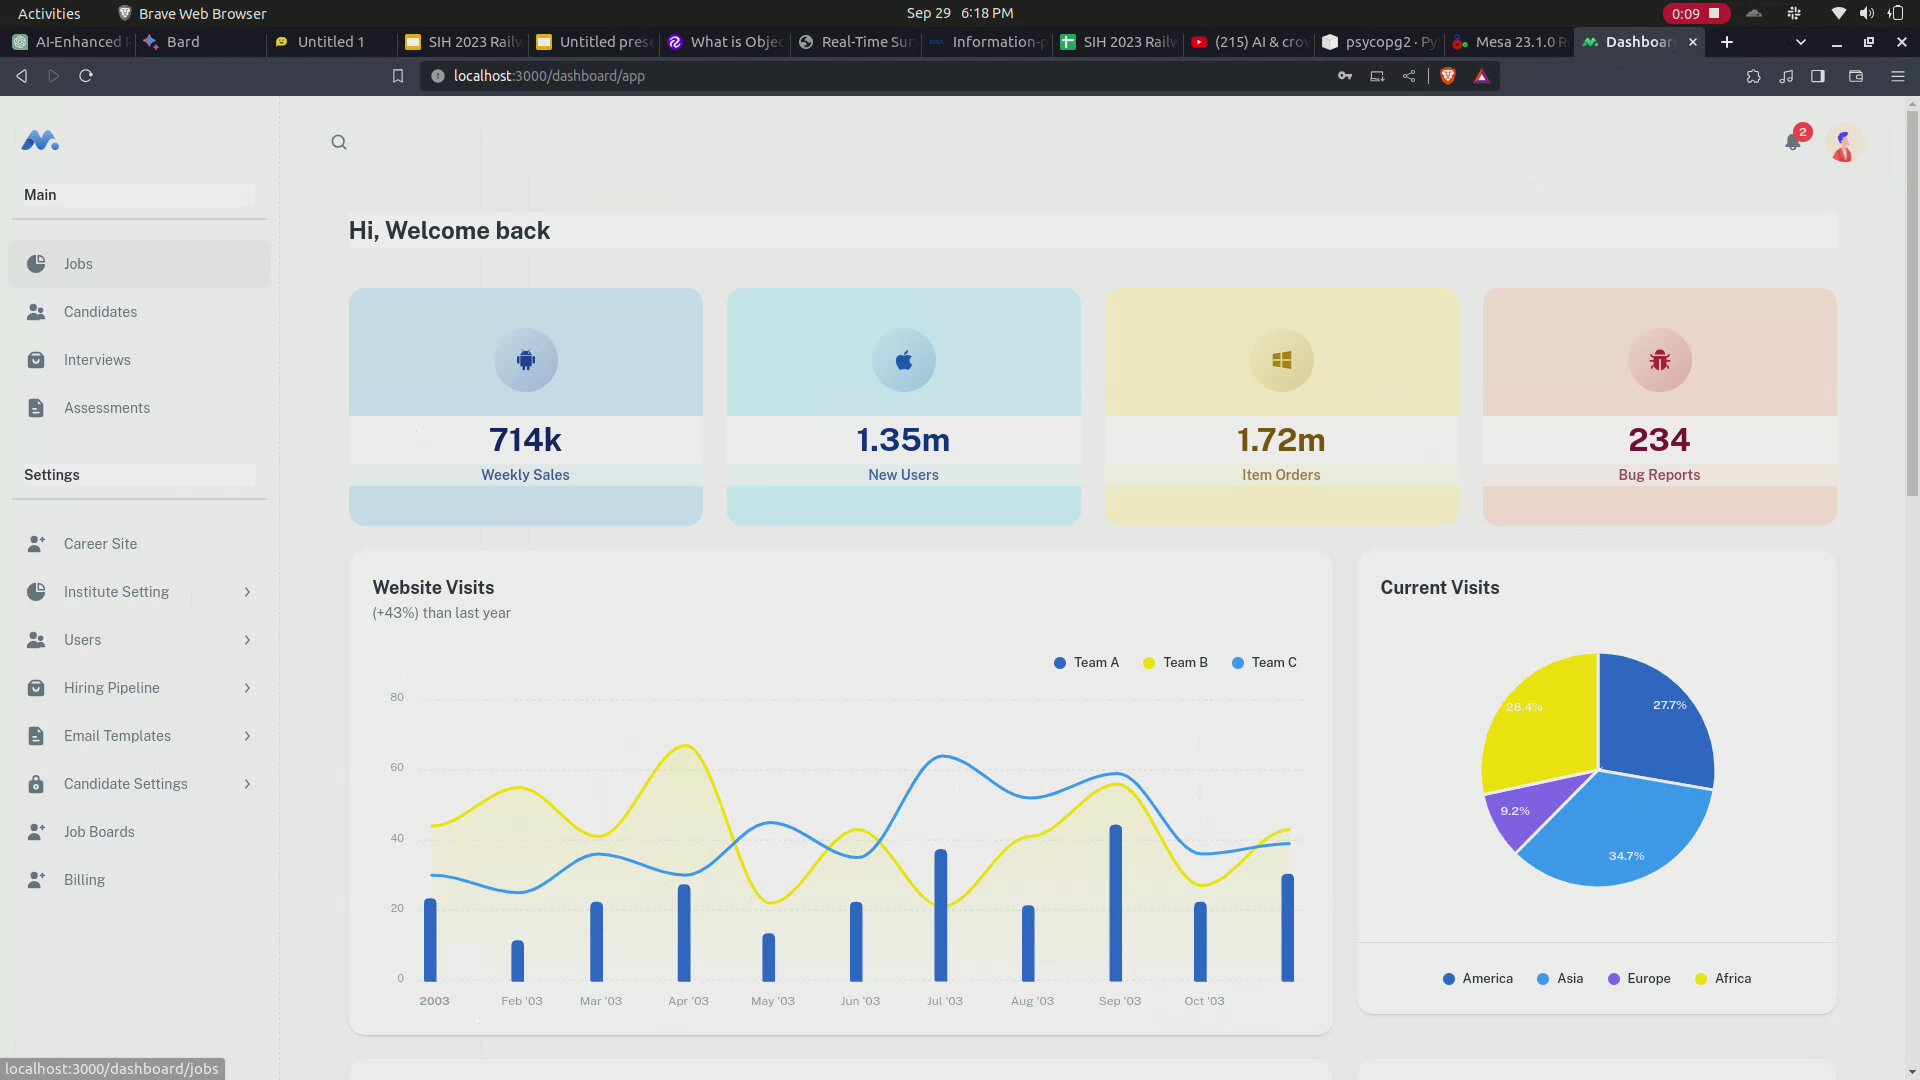 Activities
Brave Web Browser
Sep 29 6:18 PM
0:09
AI-Enhanced
Bard
Untitled 1
SIH 2023 Railw
Untitled prese
What is Objec
Real-Time Sur
Information-p
SIH 2023 Railw
(215) AI & crow
psycopg2 · Py
Mesa 23.1.0 R
Dashboar
localhost:3000/dashboard/app
2
Main
Jobs
Candidates
Interviews
Assessments
Settings
Career Site
Institute Setting
Users
Hiring Pipeline
Email Templates
Candidate Settings
Job Boards
Billing
Hi, Welcome back
714k
Weekly Sales
1.35m
New Users
1.72m
Item Orders
234
Bug Reports
Website Visits
(+43%) than last year
Team A
Team B
Team C
80
60
40
20
0
2003
Feb '03
Mar '03
Apr '03
May '03
Jun '03
Jul '03
Aug '03
Sep '03
Oct '03
Current Visits
28.4%
27.7%
9.2%
34.7%
America
Asia
Europe
Africa
localhost:3000/dashboard/jobs